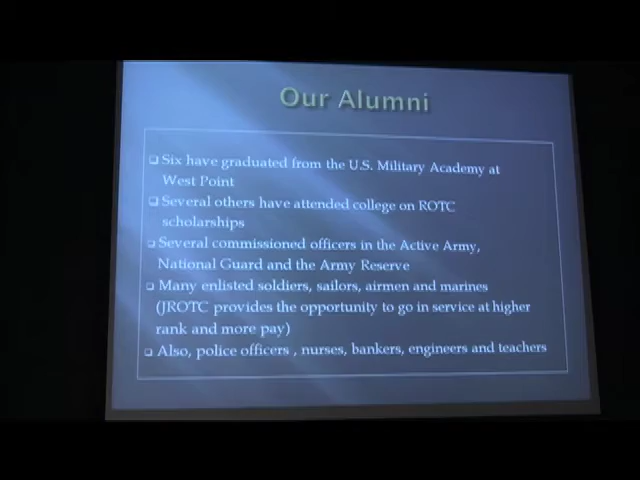 Our Alumni
❑ Six have graduated from the U.S. Military Academy at
West Point
❑ Several others have attended college on ROTC
scholarships
❑ Several commissioned officers in the Active Army,
National Guard and the Army Reserve
❑ Many enlisted soldiers, sailors, airmen and marines
(JROTC provides the opportunity to go in service at higher
rank and more pay)
❑ Also, police officers , nurses, bankers, engineers and teachers